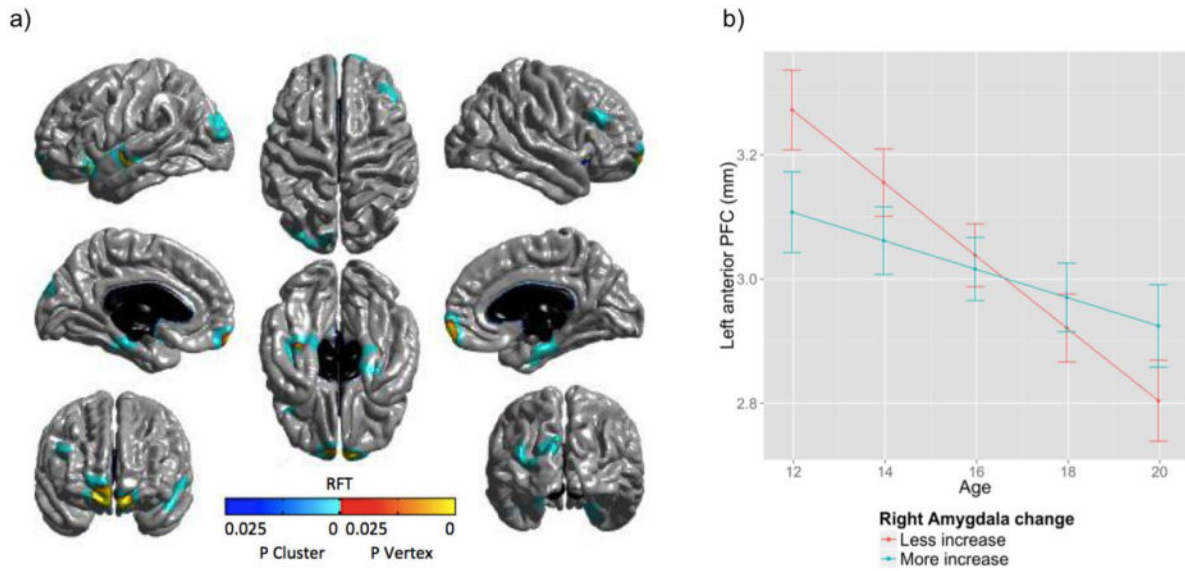 a)
RFT
0.025 0 0.025 0
P Cluster P Vertex
b)
Left anterior PFC (mm)
3.2
3.0
2.8
12 14 16 18 20
Age
Right Amygdala change
Less increase
More increase